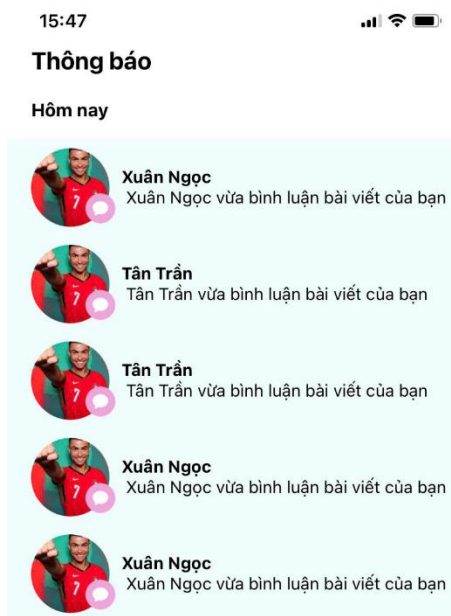 15:47
Thông báo
Hôm nay
Xuân Ngọc
Xuân Ngọc vừa bình luận bài viết của bạn
Tân Trần
Tân Trần vừa bình luận bài viết của bạn
Tân Trần
Tân Trần vừa bình luận bài viết của bạn
Xuân Ngọc
Xuân Ngọc vừa bình luận bài viết của bạn
Xuân Ngọc
Xuân Ngọc vừa bình luận bài viết của bạn